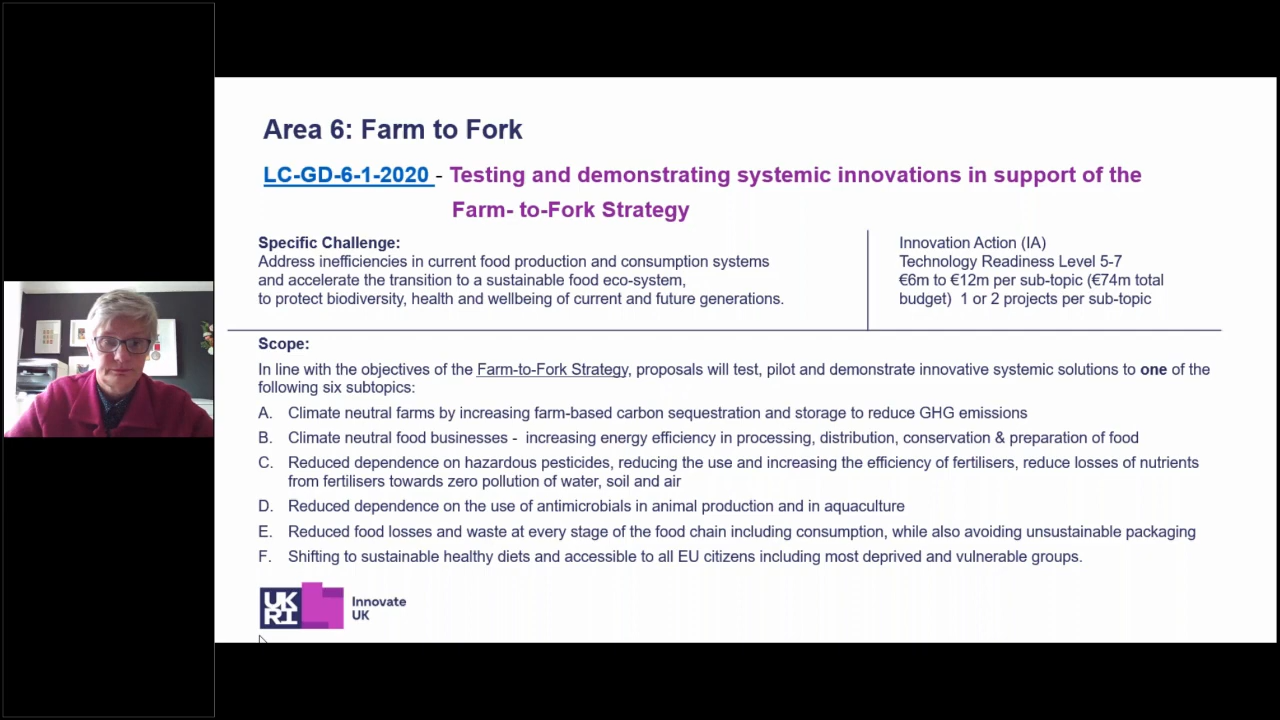 Area 6: Farm to Fork
LC-GD-6-1-2020 - Testing and demonstrating systemic innovations in support of the
Farm- to-Fork Strategy
Specific Challenge:
Address inefficiencies in current food production and consumption systems
and accelerate the transition to a sustainable food eco-system,
to protect biodiversity, health and wellbeing of current and future generations.
Innovation Action (IA)
Technology Readiness Level 5-7
€6m to €12m per sub-topic (€74m total
budget) 1 or 2 projects per sub-topic
Scope:
In line with the objectives of the Farm-to-Fork Strategy, proposals will test, pilot and demonstrate innovative systemic solutions to one of the
following six subtopics:
A. Climate neutral farms by increasing farm-based carbon sequestration and storage to reduce GHG emissions
B. Climate neutral food businesses - increasing energy efficiency in processing, distribution, conservation & preparation of food
C. Reduced dependence on hazardous pesticides, reducing the use and increasing the efficiency of fertilisers, reduce losses of nutrients
from fertilisers towards zero pollution of water, soil and air
D. Reduced dependence on the use of antimicrobials in animal production and in aquaculture
E. Reduced food losses and waste at every stage of the food chain including consumption, while also avoiding unsustainable packaging
F. Shifting to sustainable healthy diets and accessible to all EU citizens including most deprived and vulnerable groups.
UK
RI
Innovate
UK